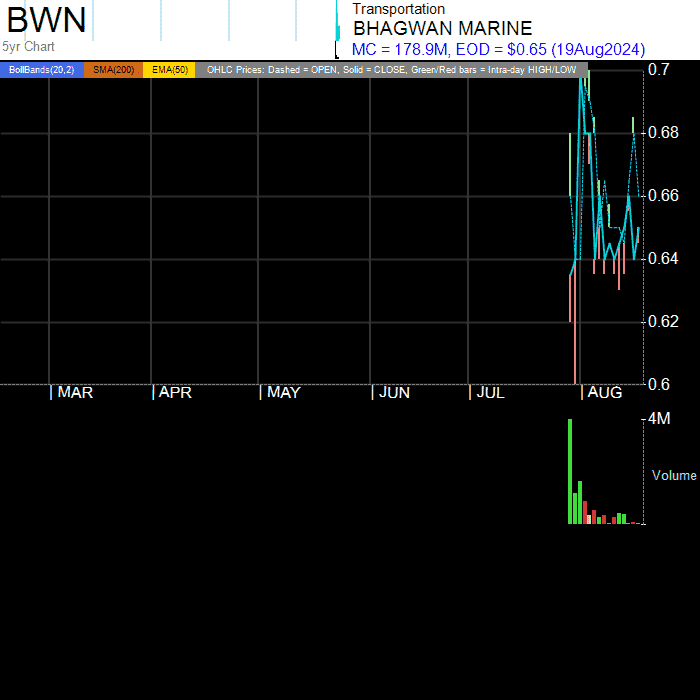 BWN
5yr Chart
Transportation
BHAGWAN MARINE
MC = 178.9M, EOD = $0.65 (19Aug2024)
BollBands(20,2) SMA(200) EMA(50) OHLC Prices: Dashed = OPEN, Solid = CLOSE, Green/Red bars = Intra-day HIGH/LOW
0.7
0.68
0.66
0.64
0.62
0.6
MAR APR MAY JUN JUL AUG
4M
Volume